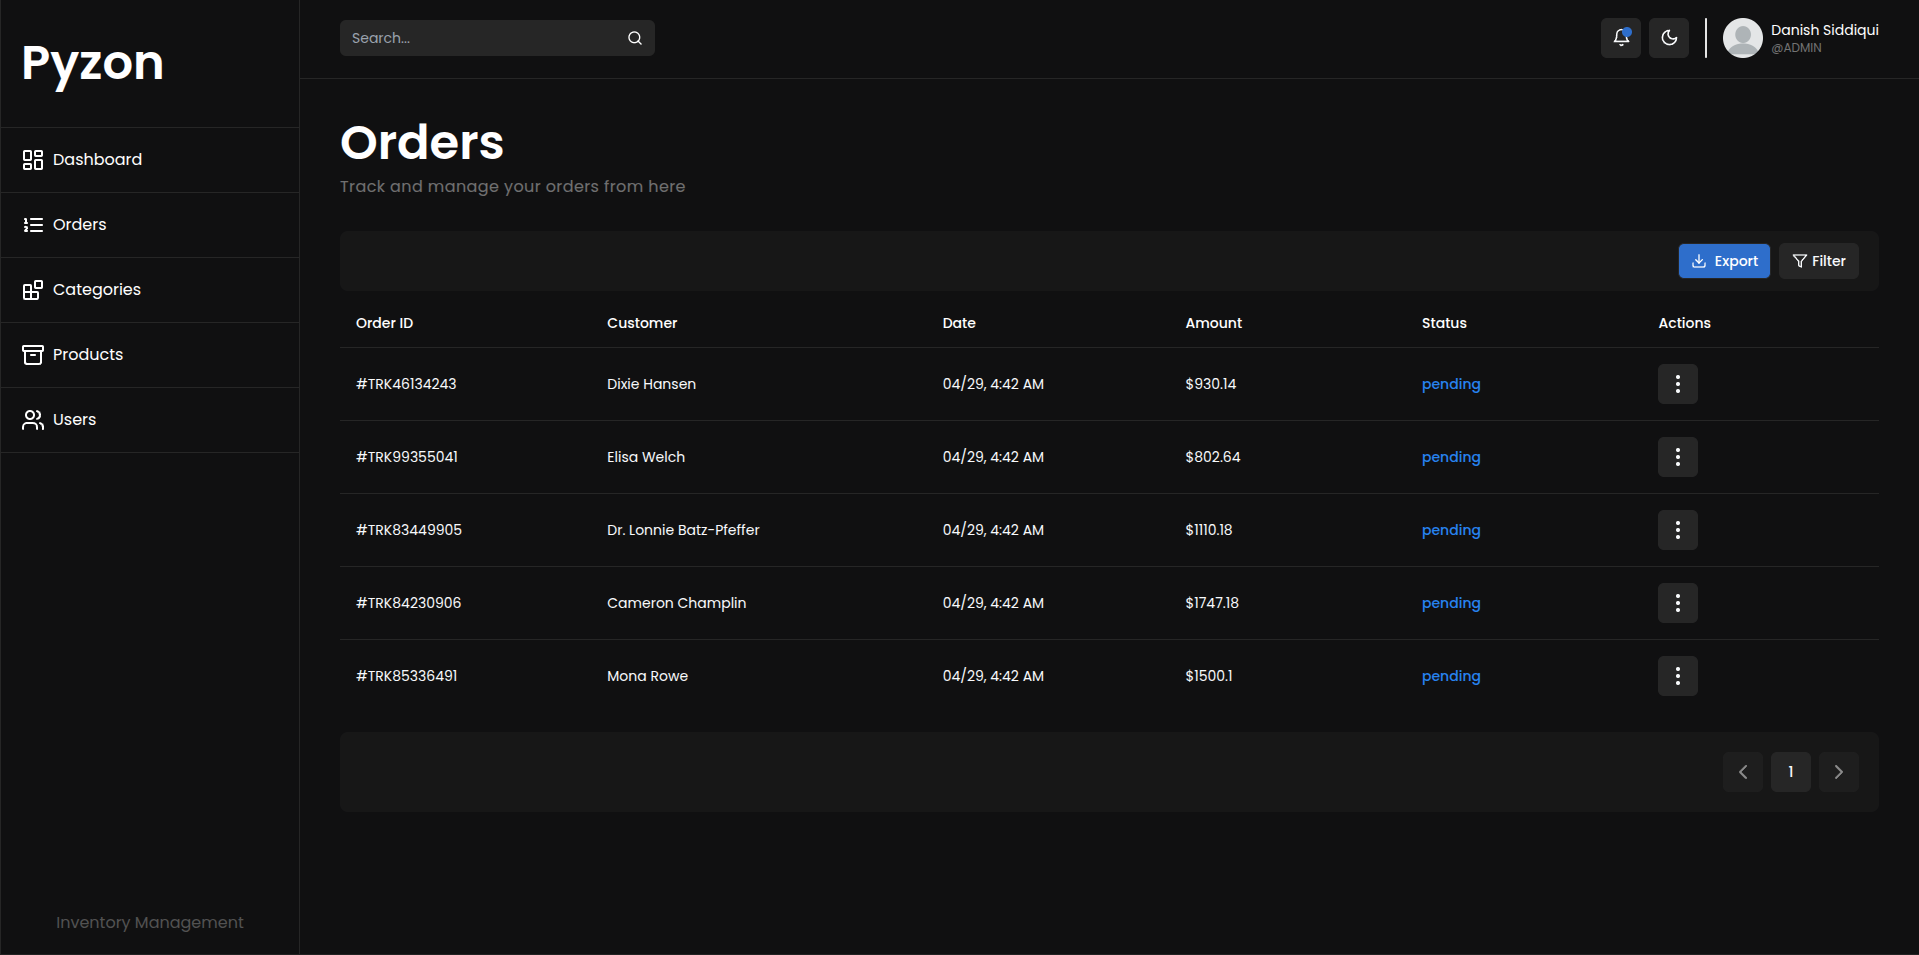 Pyzon
Search...
Danish Siddiqui
@ADMIN
Dashboard
Orders
Categories
Products
Users
Inventory Management
Orders
Track and manage your orders from here
Export Filter
Order ID Customer Date Amount Status Actions
#TRK46134243 Dixie Hansen 04/29, 4:42 AM $930.14 pending
#TRK99355041 Elisa Welch 04/29, 4:42 AM $802.64 pending
#TRK83449905 Dr. Lonnie Batz-Pfeffer 04/29, 4:42 AM $1110.18 pending
#TRK84230906 Cameron Champlin 04/29, 4:42 AM $1747.18 pending
#TRK85336491 Mona Rowe 04/29, 4:42 AM $1500.1 pending
1